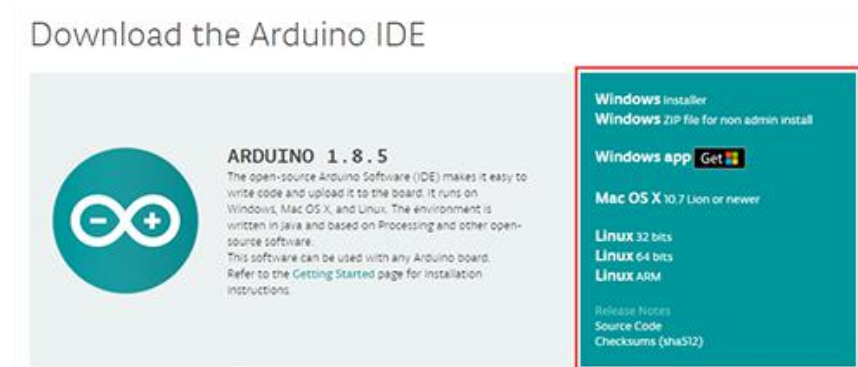 Download the Arduino IDE
ARDUINO 1.8.5
The open-source Arduino Software (IDE) makes it easy to
write code and upload it to the board. It runs on
Windows, Mac OS X, and Linux. The environment is
written in Java and based on Processing and other open-
source software.
This software can be used with any Arduino board.
Refer to the Getting Started page for Installation
instructions.
Windows Installer
Windows ZIP file for non admin install
Windows app Get
Mac OS X 10.7 Lion or newer
Linux 32 bits
Linux 64 bits
Linux ARM
Release Notes
Source Code
Checksums (sha512)